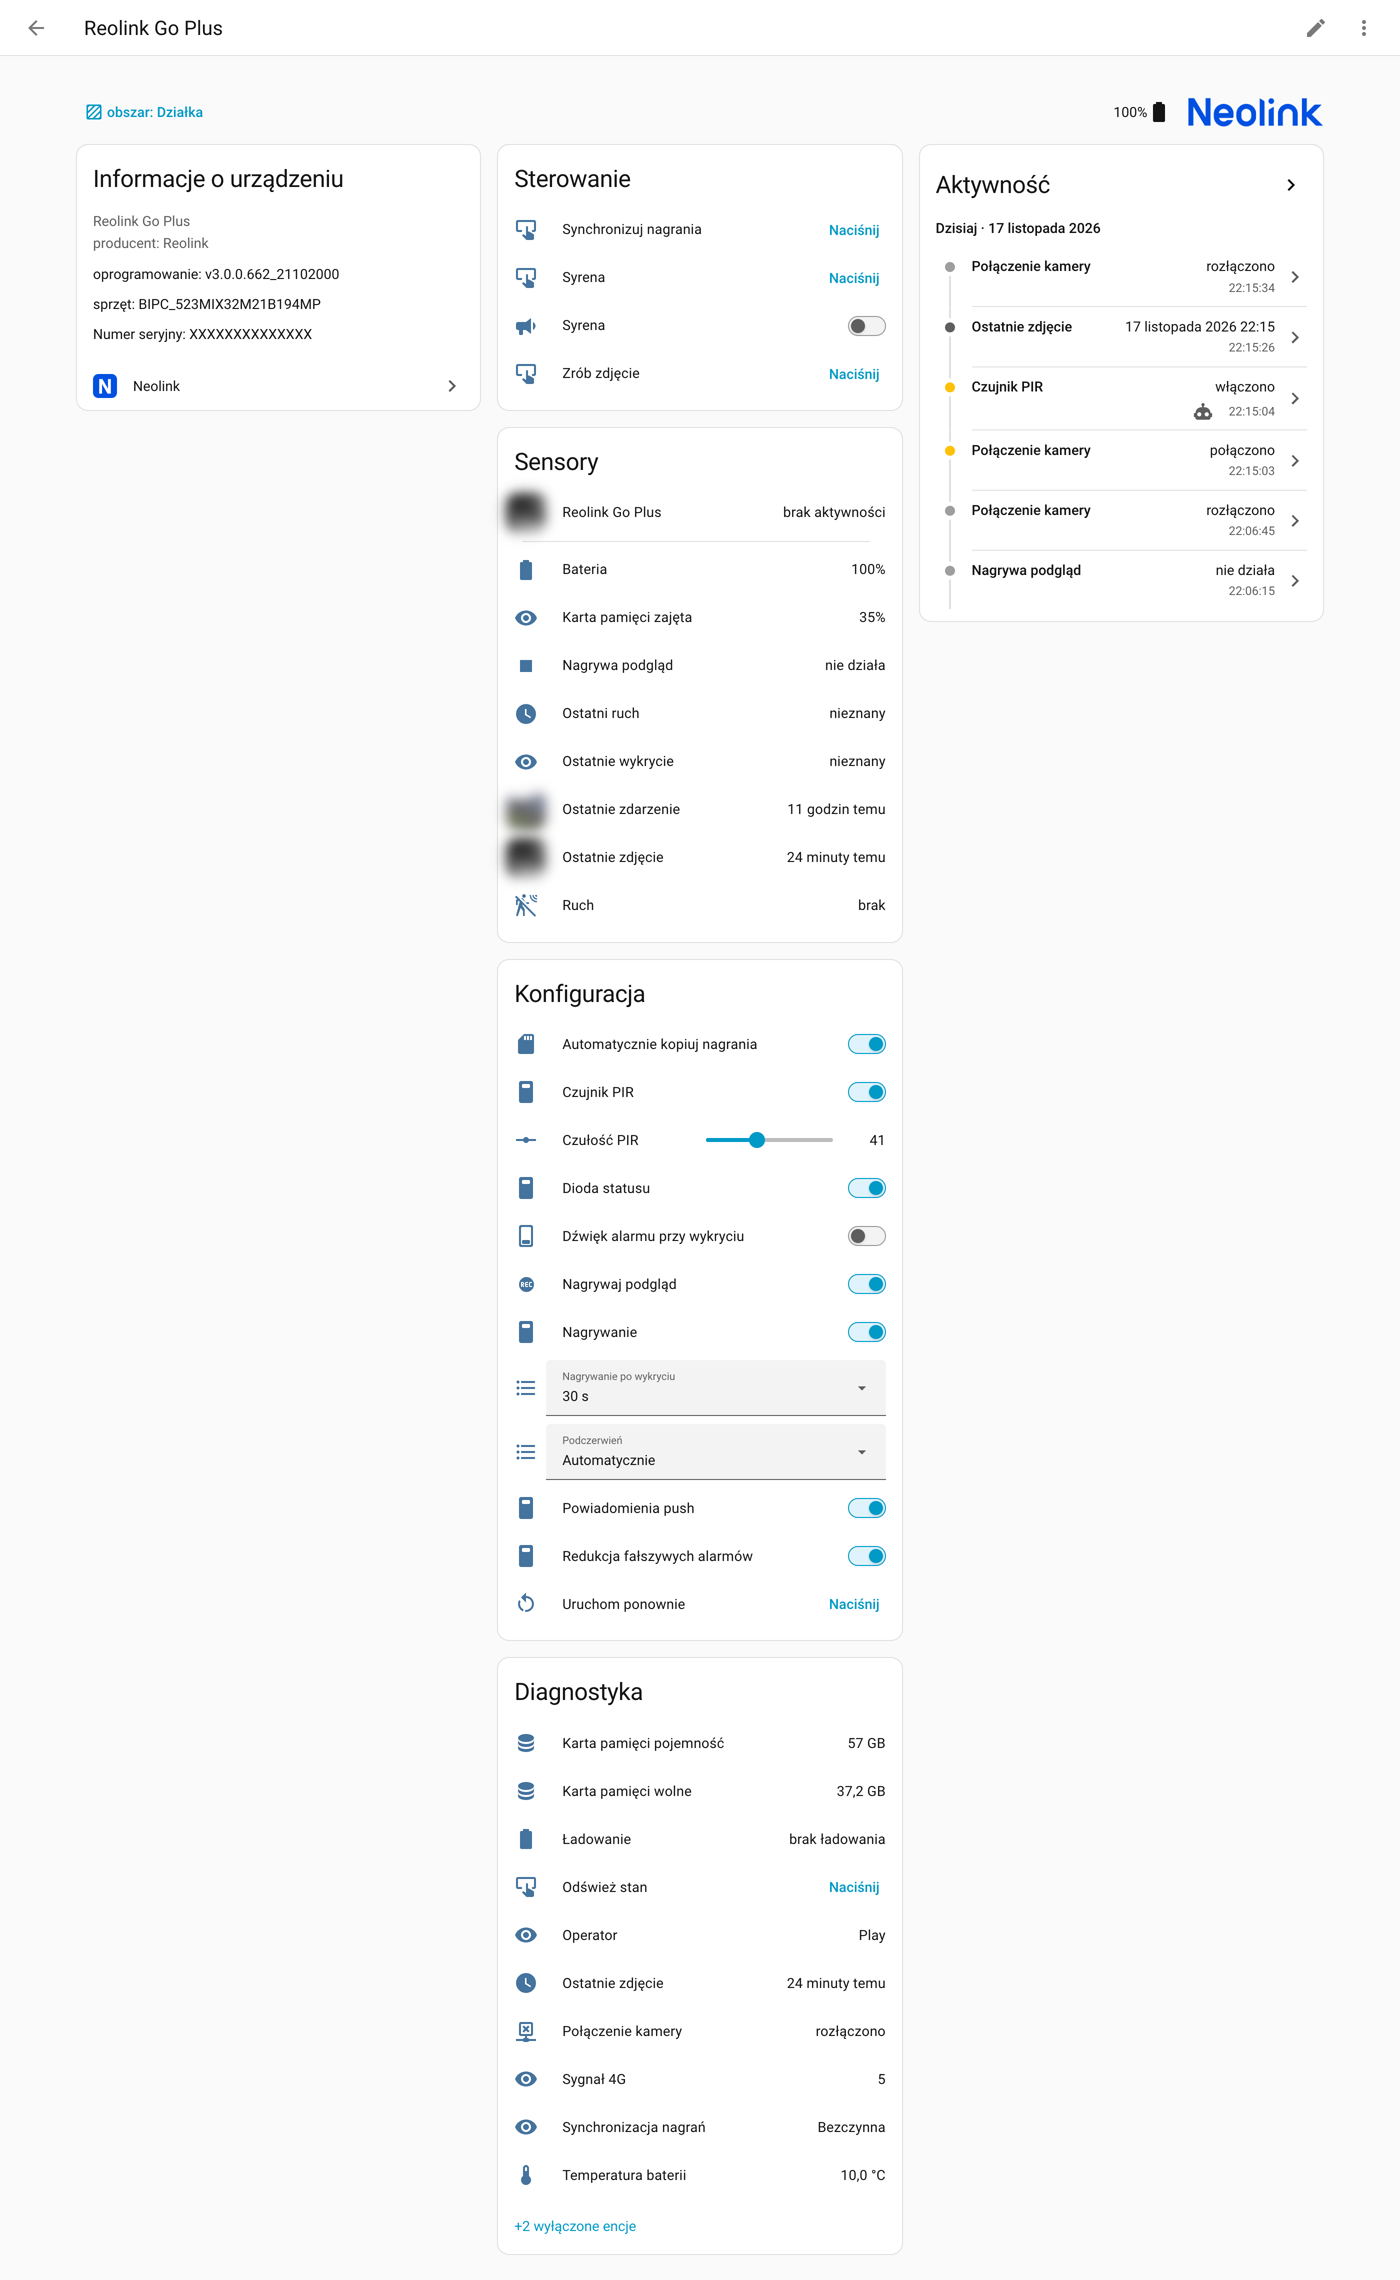 Reolink Go Plus
obszar: Działka
100%
Neolink
Informacje o urządzeniu
Reolink Go Plus
producent: Reolink
oprogramowanie: v3.0.0.662_21102000
sprzęt: BIPC_523MIX32M21B194MP
Numer seryjny: XXXXXXXXXXXXXX
N Neolink
Sterowanie
Synchronizuj nagrania Naciśnij
Syrena Naciśnij
Syrena
Zrób zdjęcie Naciśnij
Sensory
Reolink Go Plus brak aktywności
Bateria 100%
Karta pamięci zajęta 35%
Nagrywa podgląd nie działa
Ostatni ruch nieznany
Ostatnie wykrycie nieznany
Ostatnie zdarzenie 11 godzin temu
Ostatnie zdjęcie 24 minuty temu
Ruch brak
Konfiguracja
Automatycznie kopiuj nagrania
Czujnik PIR
Czułość PIR 41
Dioda statusu
Dźwięk alarmu przy wykryciu
REC Nagrywaj podgląd
Nagrywanie
Nagrywanie po wykryciu
30 s
Podczerwień
Automatycznie
Powiadomienia push
Redukcja fałszywych alarmów
Uruchom ponownie Naciśnij
Diagnostyka
Karta pamięci pojemność 57 GB
Karta pamięci wolne 37,2 GB
Ładowanie brak ładowania
Odśwież stan Naciśnij
Operator Play
Ostatnie zdjęcie 24 minuty temu
Połączenie kamery rozłączono
Sygnał 4G 5
Synchronizacja nagrań Bezczynna
Temperatura baterii 10,0 °C
+2 wyłączone encje
Aktywność
Dzisiaj · 17 listopada 2026
Połączenie kamery rozłączono
22:15:34
Ostatnie zdjęcie 17 listopada 2026 22:15
22:15:26
Czujnik PIR włączono
22:15:04
Połączenie kamery połączono
22:15:03
Połączenie kamery rozłączono
22:06:45
Nagrywa podgląd nie działa
22:06:15